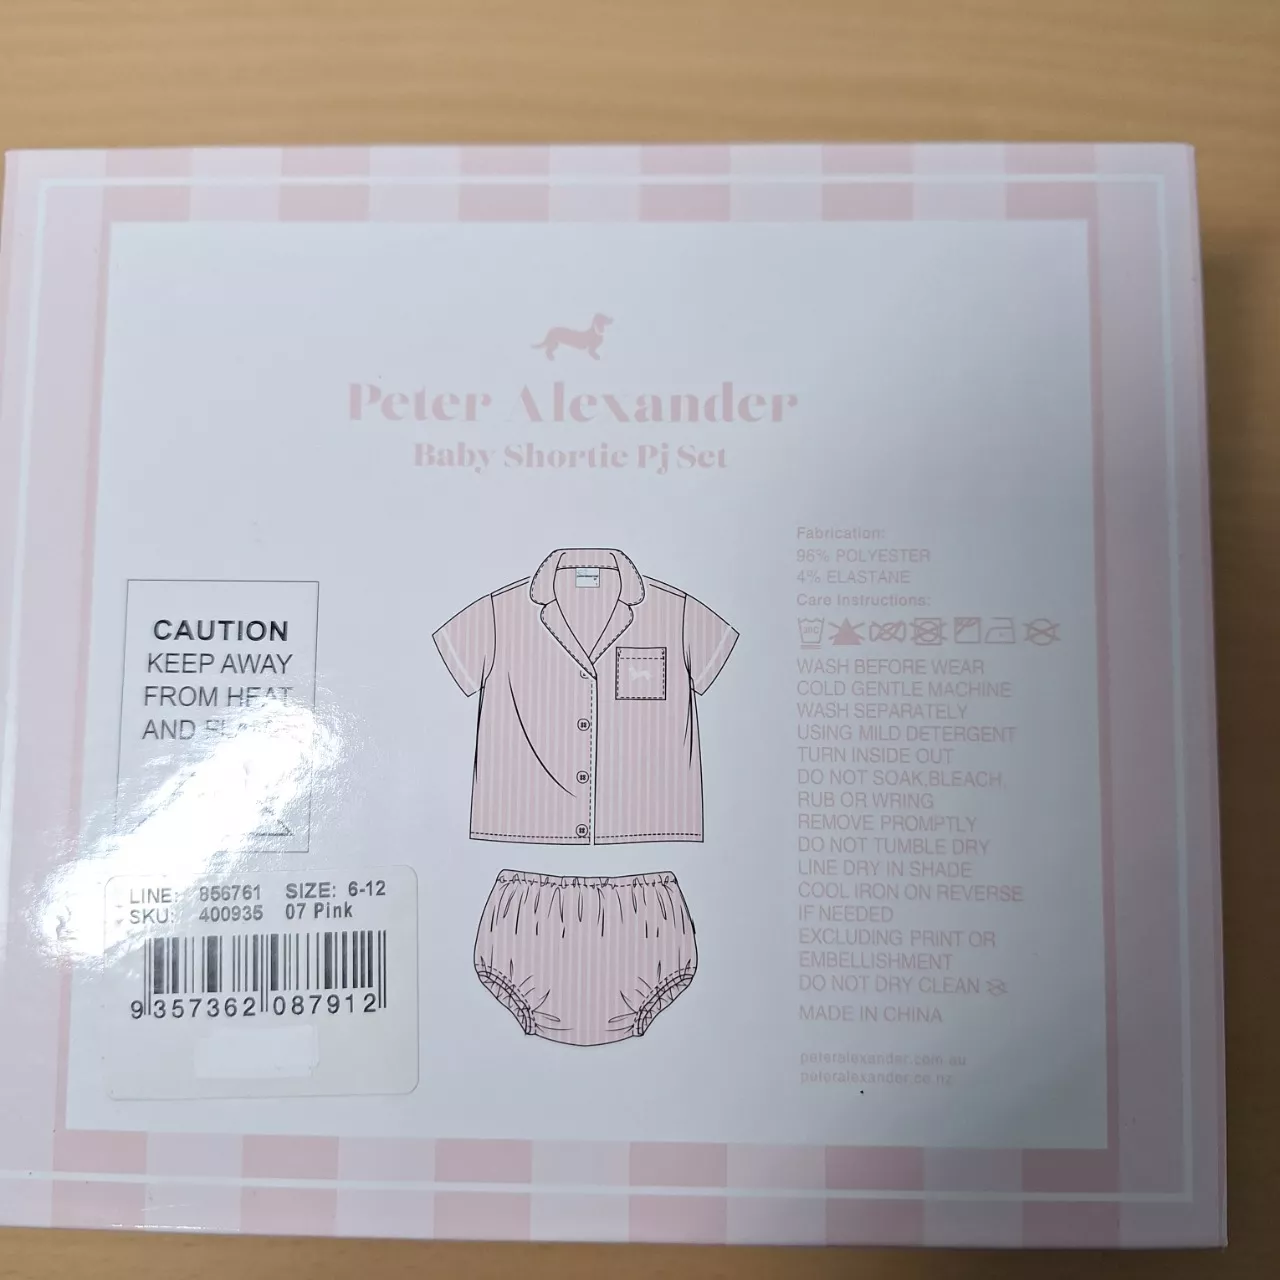 Peter Alexander
Baby Shortie Pj Set
Fabrication:
96% POLYESTER
4% ELASTANE
Care Instructions:
WASH BEFORE WEAR
COLD GENTLE MACHINE
WASH SEPARATELY
USING MILD DETERGENT
TURN INSIDE OUT
DO NOT SOAK,BLEACH,
RUB OR WRING
REMOVE PROMPTLY
DO NOT TUMBLE DRY
LINE DRY IN SHADE
COOL IRON ON REVERSE
IF NEEDED
EXCLUDING PRINT OR
EMBELLISHMENT
DO NOT DRY CLEAN
MADE IN CHINA
peteralexander.com.au
peteralexander.co.nz
CAUTION
KEEP AWAY
FROM HEAT
AND
LINE: 856761 SIZE: 6-12
SKU: 400935 07 Pink
9 357362 087912